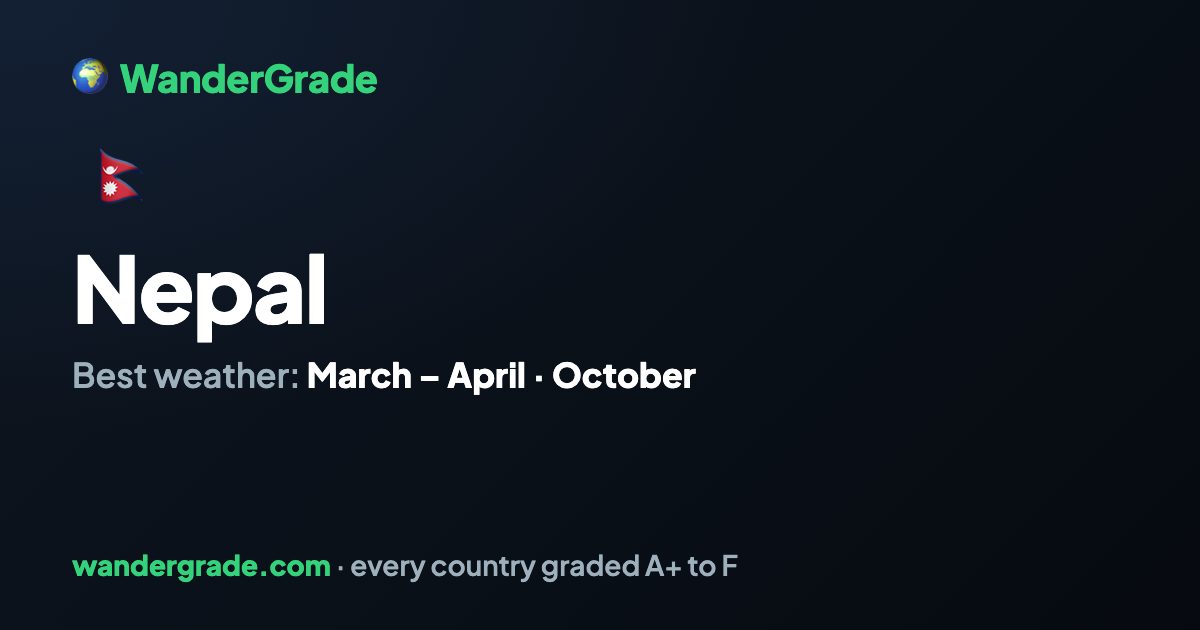 WanderGrade
Nepal
Best weather: March – April · October
wandergrade.com · every country graded A+ to F